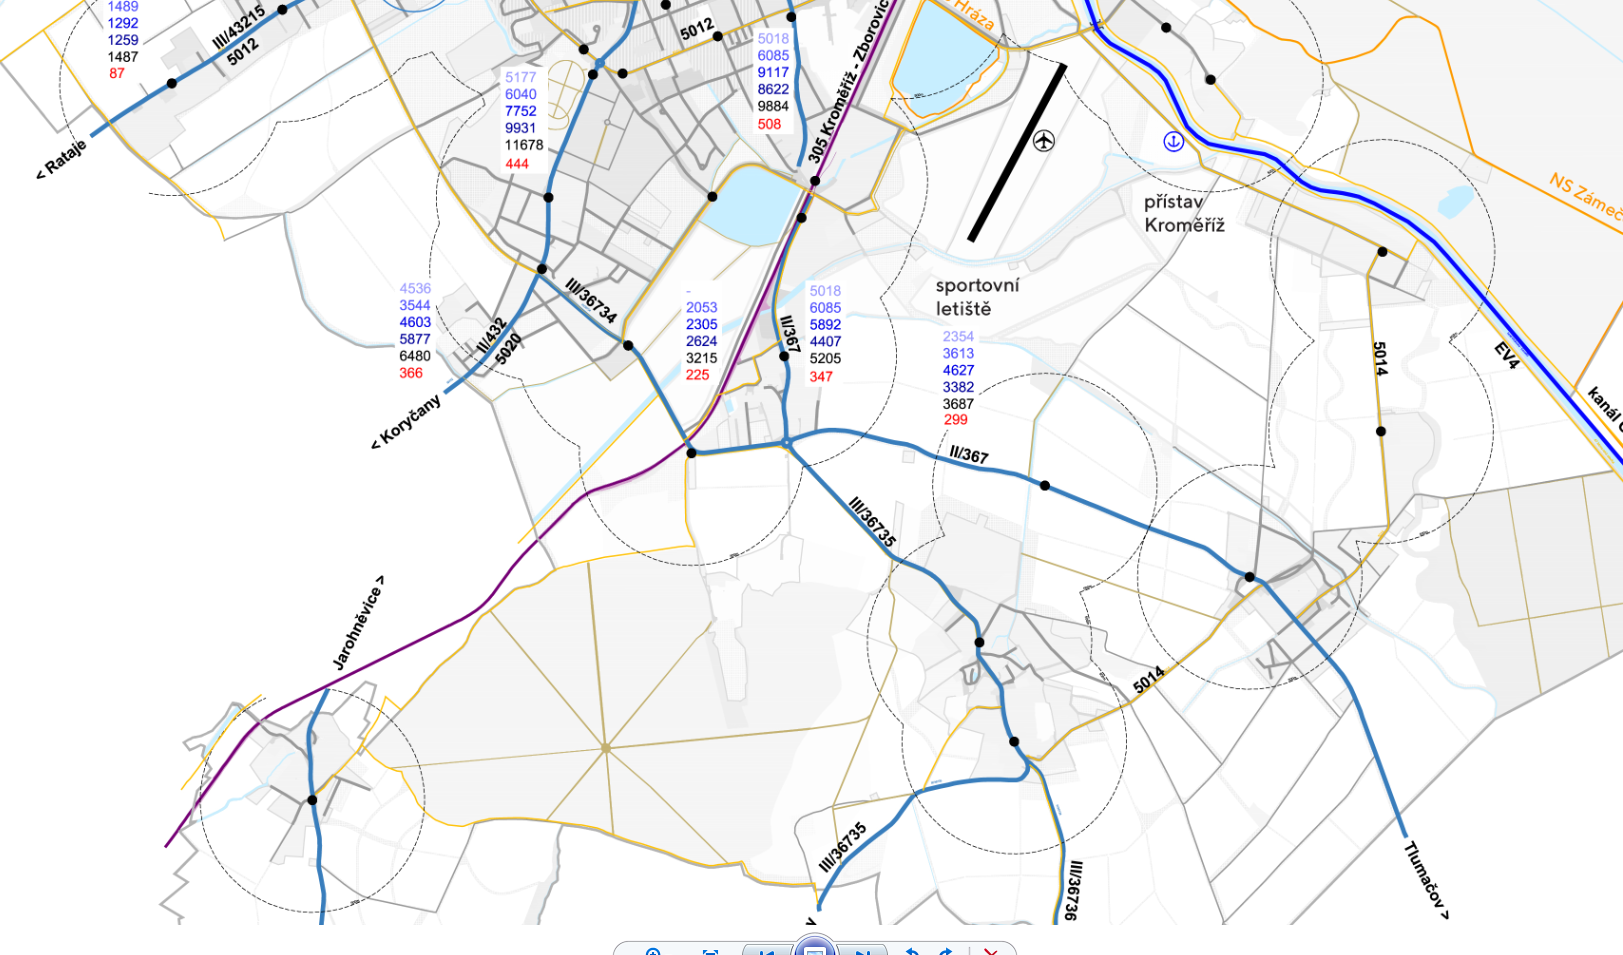 1489
1292
1259
1487
87
III/43215
5012
< Rataje
5012
5177
6040
7752
9931
11678
444
5018
6085
9117
8622
9884
508
305 Kroměříž - Zborovic
Hráza
přístav
Kroměříž
NS Zámeč
sportovní
letiště
4536
3544
4603
5877
6480
366
III/36734
II/432
5020
< Koryčany
-
2053
2305
2624
3215
225
II/367
5018
6085
5892
4407
5205
347
2354
3613
4627
3382
3687
299
5014
EV4
kanál
II/367
III/36735
Jarohněvice >
5014
III/36735
III/36736
Tlumačov >